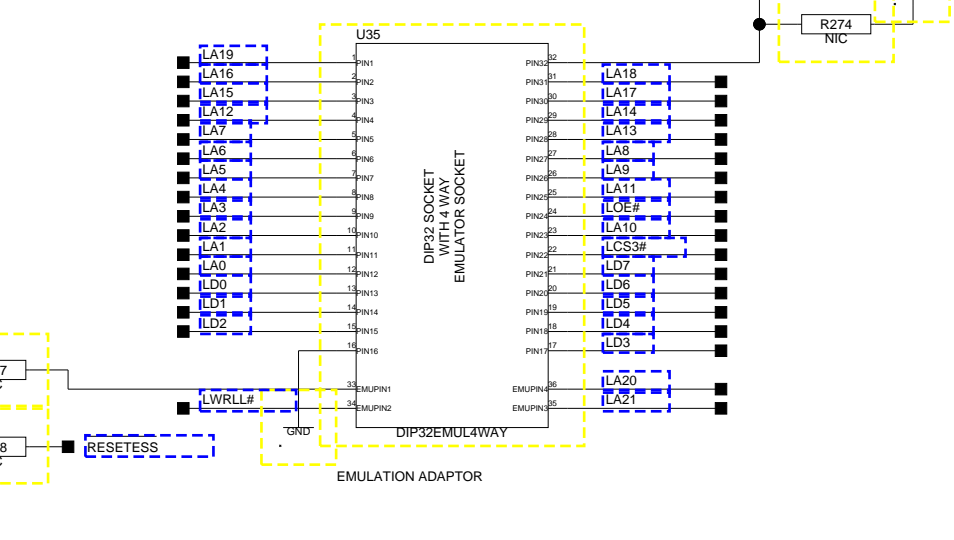 R274
NIC
U35
LA19 1 PIN1 PIN32 32
LA16 2 PIN2 PIN31 31 LA18
LA15 3 PIN3 PIN30 30 LA17
LA12 4 PIN4 PIN29 29 LA14
LA7 5 PIN5 PIN28 28 LA13
LA6 6 PIN6 PIN27 27 LA8
LA5 7 PIN7 PIN26 26 LA9
LA4 8 PIN8 PIN25 25 LA11
LA3 9 PIN9 PIN24 24 LOE#
LA2 10 PIN10 PIN23 23 LA10
LA1 11 PIN11 PIN22 22 LCS3#
LA0 12 PIN12 PIN21 21 LD7
LD0 13 PIN13 PIN20 20 LD6
LD1 14 PIN14 PIN19 19 LD5
LD2 15 PIN15 PIN18 18 LD4
16 PIN16 PIN17 17 LD3
DIP32 SOCKET
WITH 4 WAY
EMULATOR SOCKET
7
33 EMUPIN1 EMUPIN4 36 LA20
LWRLL# 34 EMUPIN2 EMUPIN3 35 LA21
GND
DIP32EMUL4WAY
8
RESETESS
EMULATION ADAPTOR